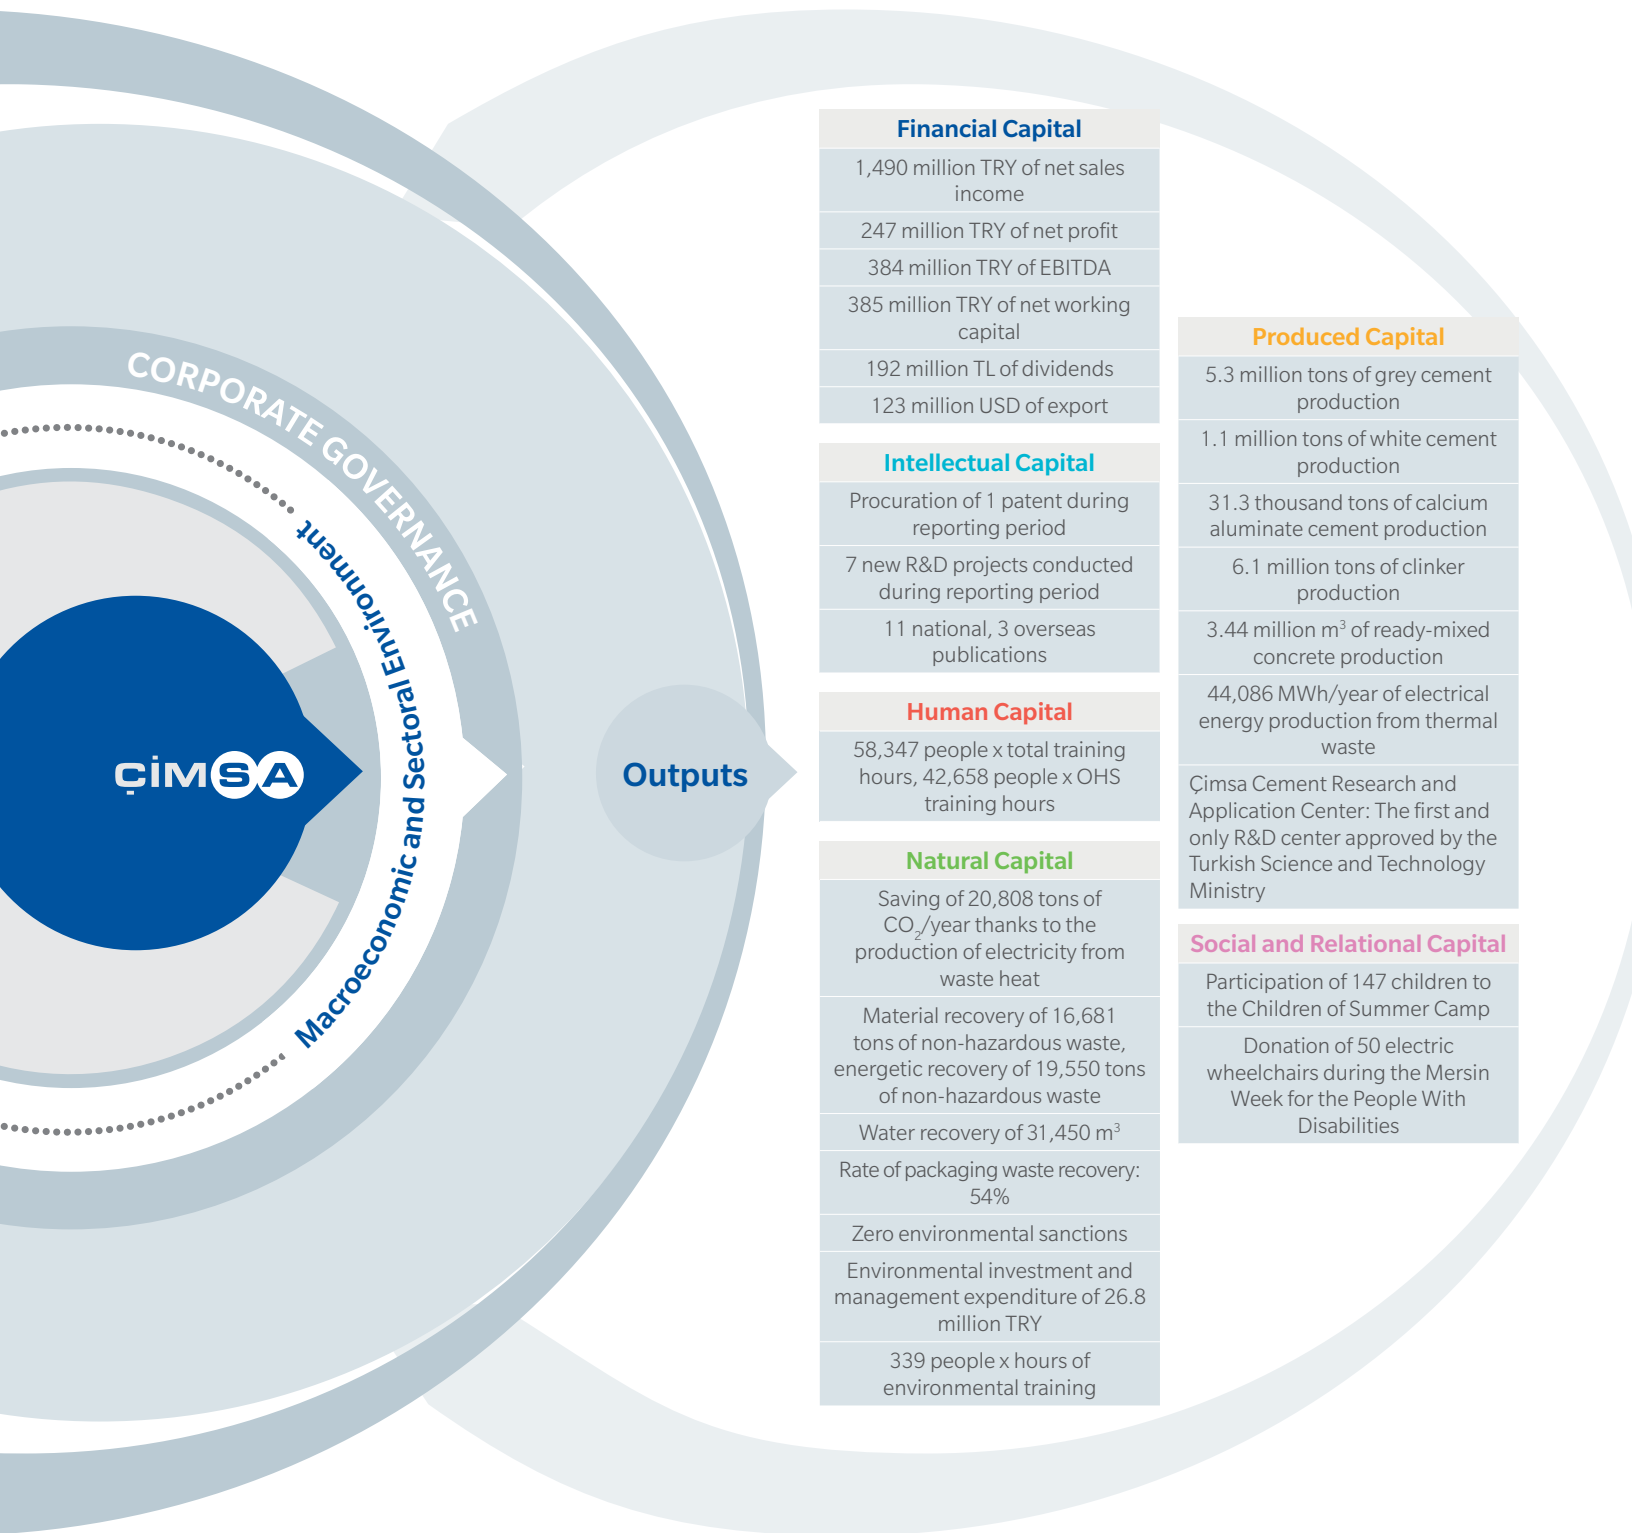 CORPORATE GOVERNANCE
Macroeconomic and Sectoral Environment
ÇİMSA
Outputs
Financial Capital
1,490 million TRY of net sales
income
247 million TRY of net profit
384 million TRY of EBITDA
385 million TRY of net working
capital
192 million TL of dividends
123 million USD of export
Intellectual Capital
Procuration of 1 patent during
reporting period
7 new R&D projects conducted
during reporting period
11 national, 3 overseas
publications
Human Capital
58,347 people x total training
hours, 42,658 people x OHS
training hours
Natural Capital
Saving of 20,808 tons of
CO₂/year thanks to the
production of electricity from
waste heat
Material recovery of 16,681
tons of non-hazardous waste,
energetic recovery of 19,550 tons
of non-hazardous waste
Water recovery of 31,450 m³
Rate of packaging waste recovery:
54%
Zero environmental sanctions
Environmental investment and
management expenditure of 26.8
million TRY
339 people x hours of
environmental training
Produced Capital
5.3 million tons of grey cement
production
1.1 million tons of white cement
production
31.3 thousand tons of calcium
aluminate cement production
6.1 million tons of clinker
production
3.44 million m³ of ready-mixed
concrete production
44,086 MWh/year of electrical
energy production from thermal
waste
Çimsa Cement Research and
Application Center: The first and
only R&D center approved by the
Turkish Science and Technology
Ministry
Social and Relational Capital
Participation of 147 children to
the Children of Summer Camp
Donation of 50 electric
wheelchairs during the Mersin
Week for the People With
Disabilities